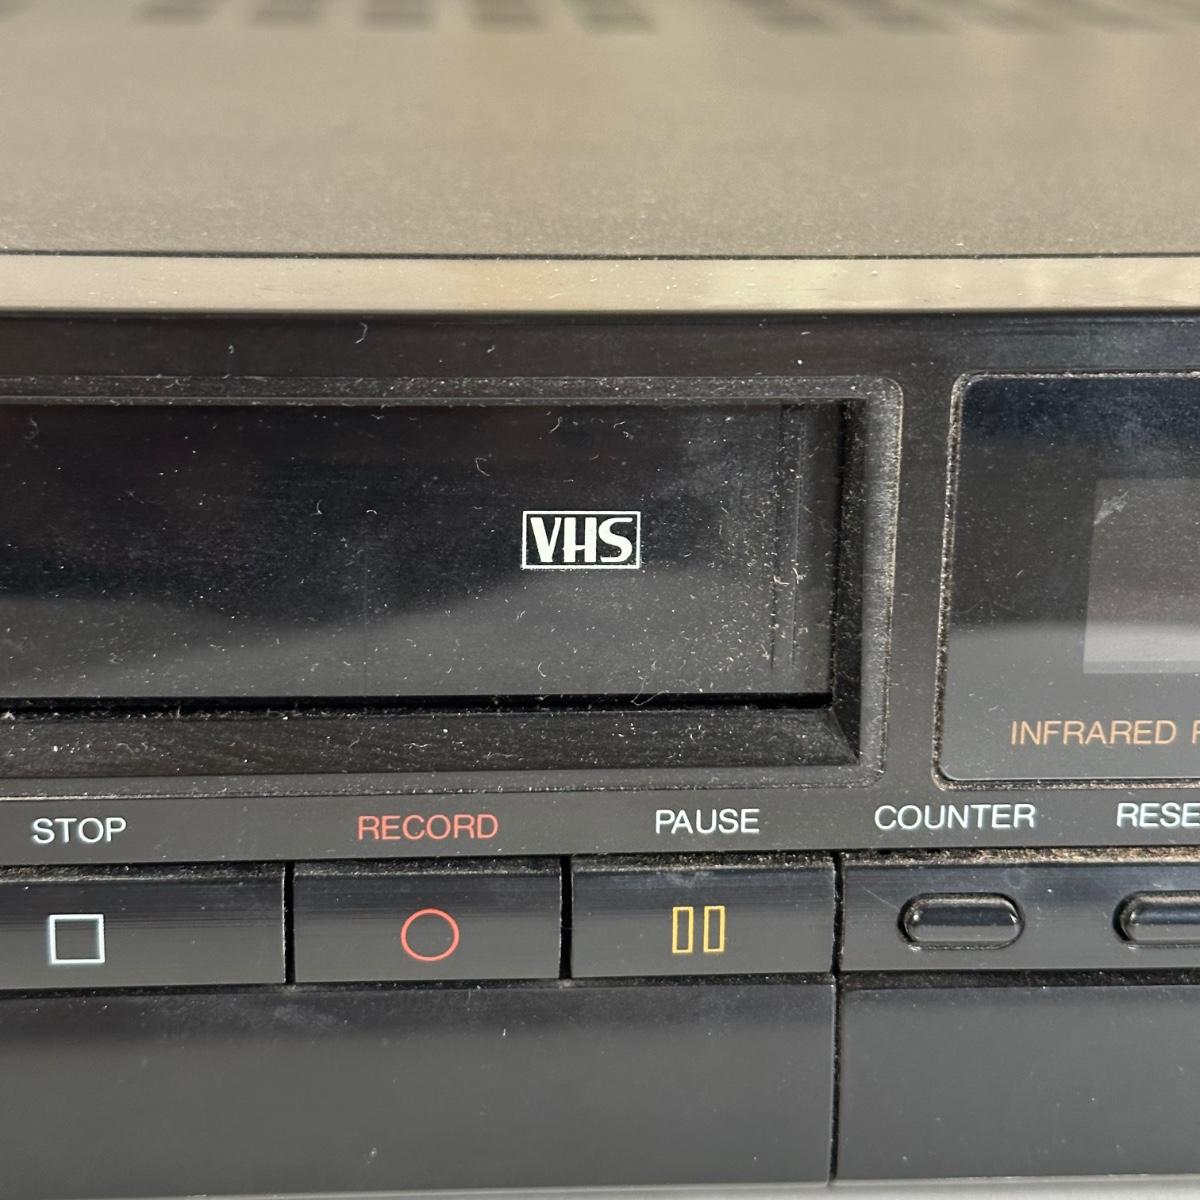 VHS
INFRARED
STOP RECORD PAUSE COUNTER